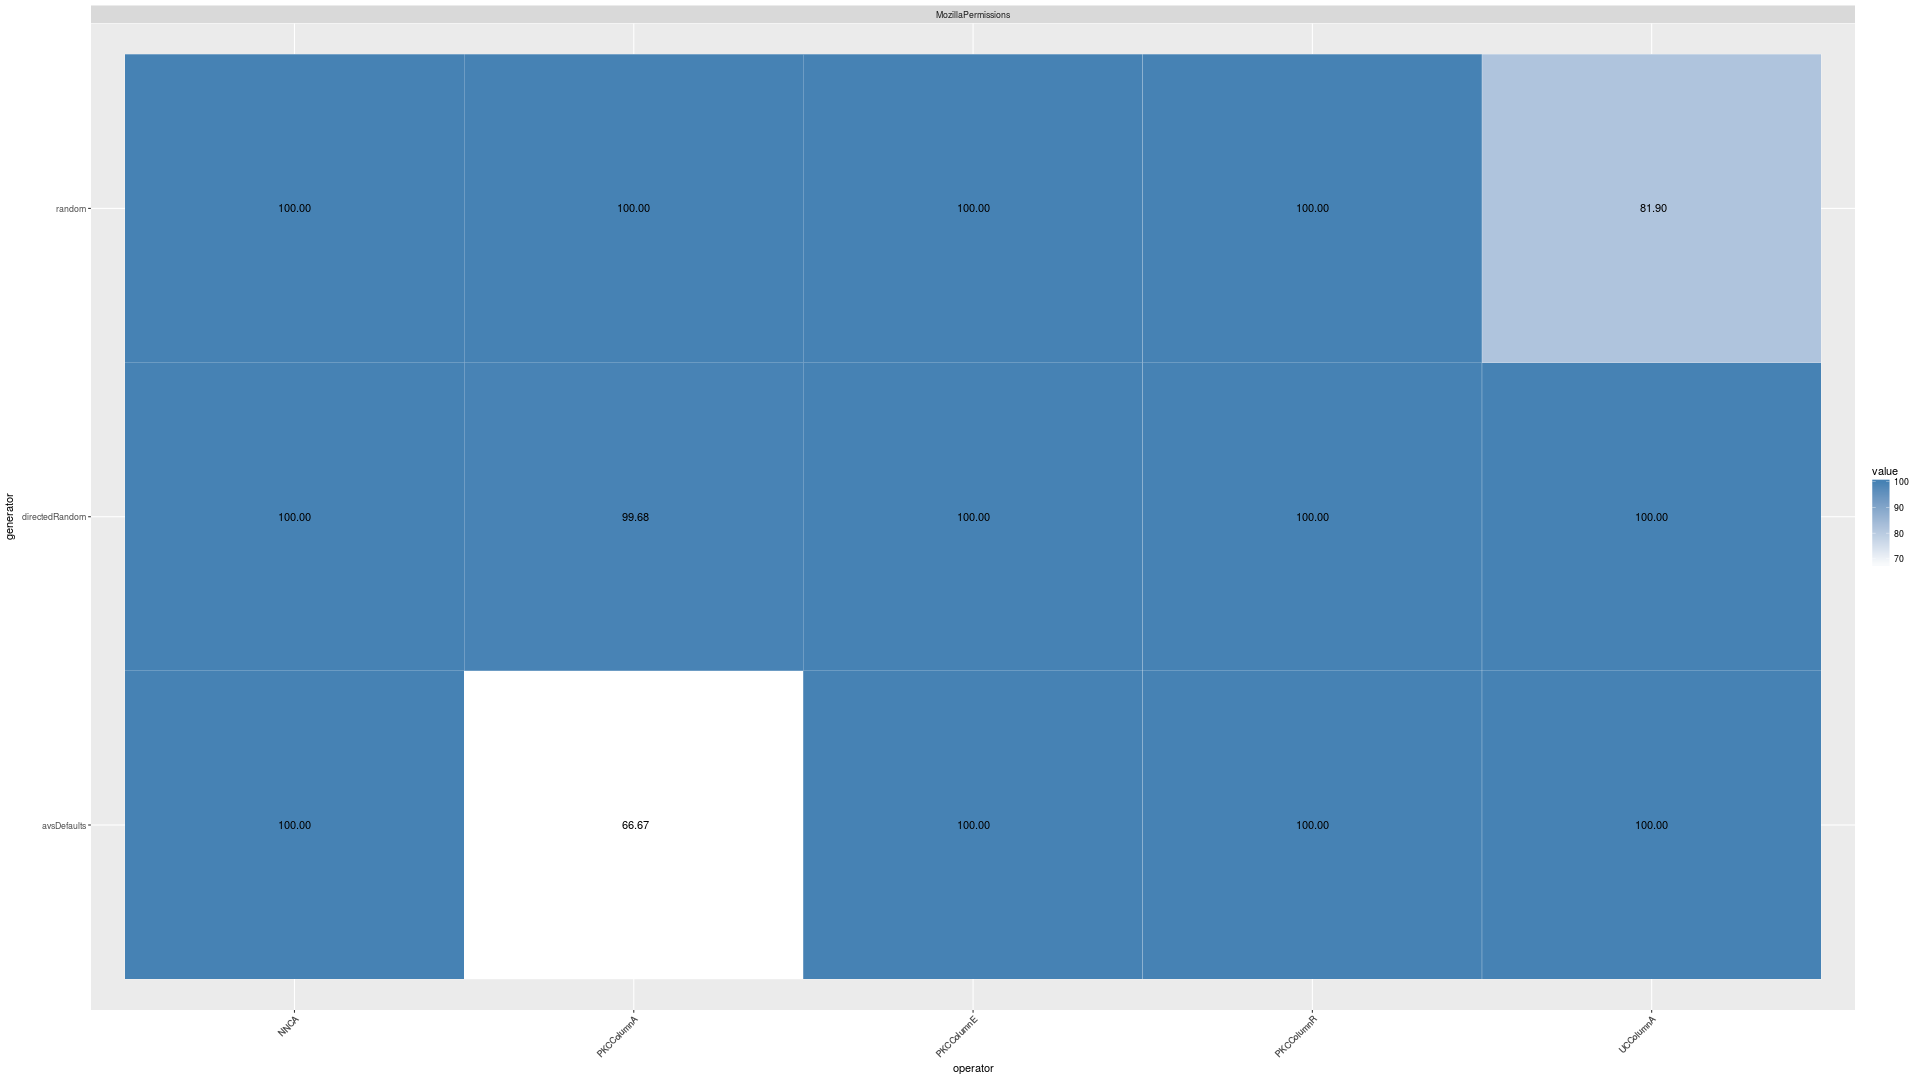 MozillaPermissions
random
100.00 100.00 100.00 100.00 81.90
directedRandom
100.00 99.68 100.00 100.00 100.00
avsDefaults
100.00 66.67 100.00 100.00 100.00
NNCA PKCColumnA PKCColumnE PKCColumnR UCColumnA
operator
generator
value
100
90
80
70